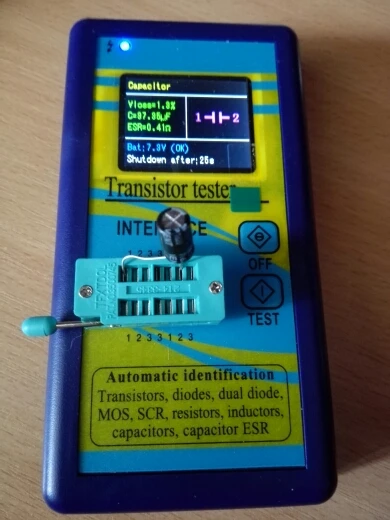 Capacitor
Vloss=1.3%
C=97.95µF
ESR=0.41Ω
1 2
Bat:7.3V (OK)
Shutdown after:25s
Transistor tester
OFF
TEST
1 2 3 3 1 2 3
Automatic identification
Transistors, diodes, dual diode,
MOS, SCR, resistors, inductors,
capacitors, capacitor ESR